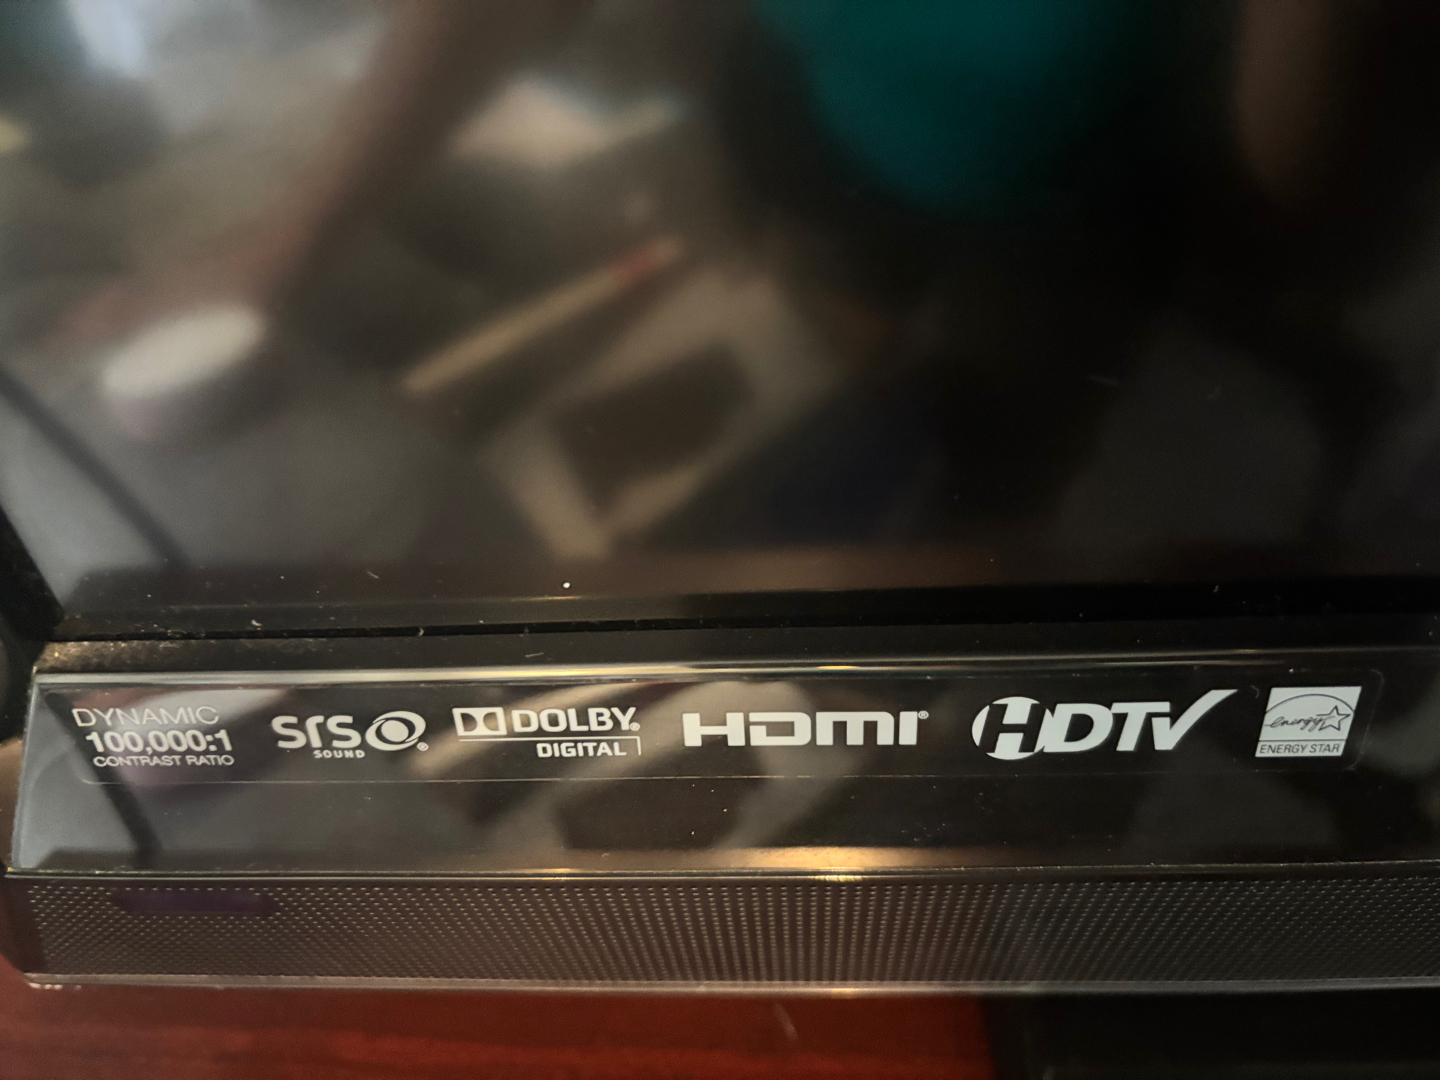 DYNAMIC
100,000:1
CONTRAST RATIO
SRS
SOUND
DOLBY
DIGITAL
HDMI
HDTV
energy
ENERGY STAR